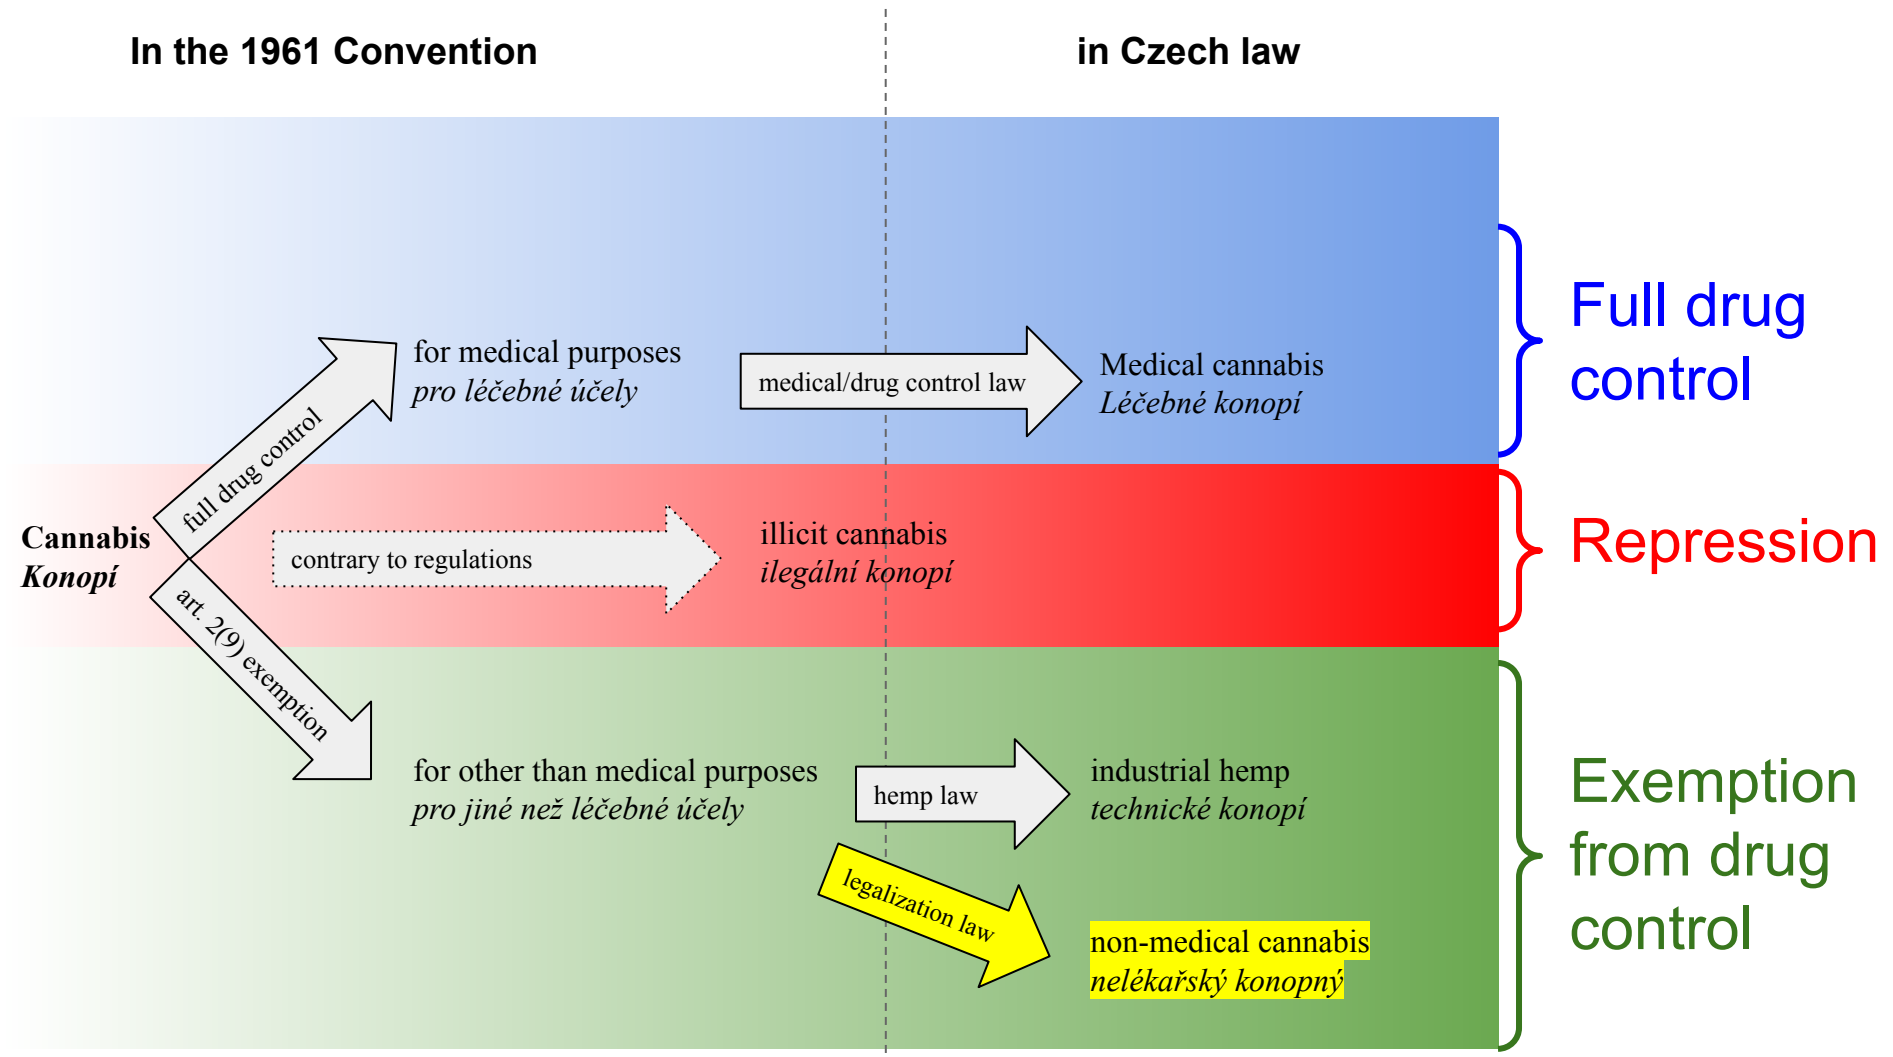 In the 1961 Convention
in Czech law
for medical purposes
pro léčebné účely
full drug control
medical/drug control law
Medical cannabis
Léčebné konopí
Full drug
control
Cannabis
Konopí
contrary to regulations
illicit cannabis
ilegální konopí
Repression
art. 2(9) exemption
for other than medical purposes
pro jiné než léčebné účely
hemp law
industrial hemp
technické konopí
legalization law
non-medical cannabis
nelékařský konopný
Exemption
from drug
control